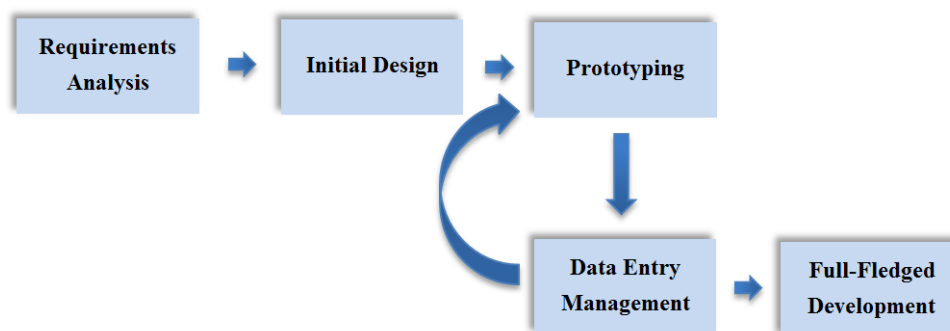 Requirements
Analysis
Initial Design
Prototyping
Data Entry
Management
Full-Fledged
Development